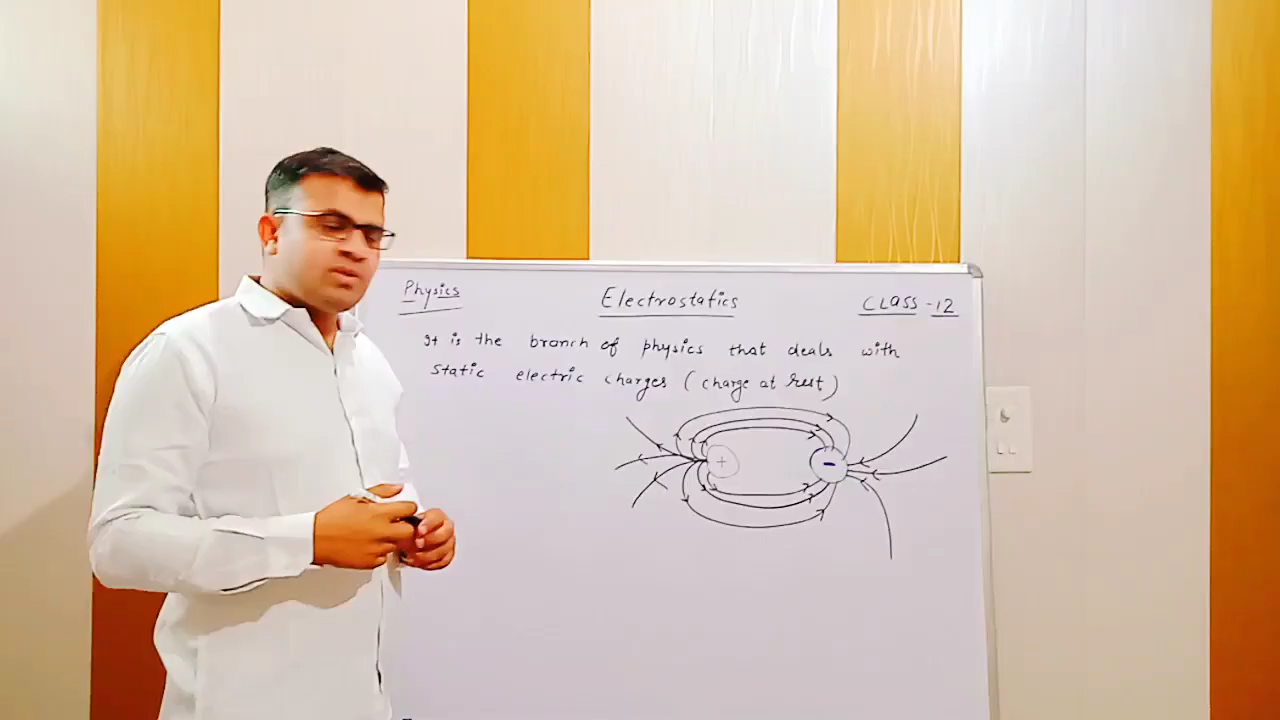 Physics Electrostatics CLASS-12
It is the branch of physics that deals with
static electric charges (charge at rest)
+ -